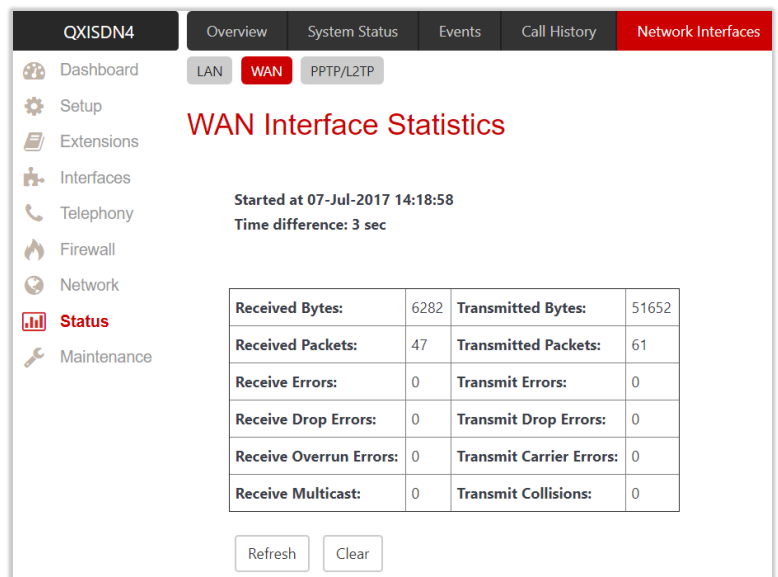 QXISDN4
Overview System Status Events Call History Network Interfaces
Dashboard
Setup
Extensions
Interfaces
Telephony
Firewall
Network
Status
Maintenance
LAN WAN PPTP/L2TP
WAN Interface Statistics
Started at 07-Jul-2017 14:18:58
Time difference: 3 sec
Received Bytes: 6282 Transmitted Bytes: 51652
Received Packets: 47 Transmitted Packets: 61
Receive Errors: 0 Transmit Errors: 0
Receive Drop Errors: 0 Transmit Drop Errors: 0
Receive Overrun Errors: 0 Transmit Carrier Errors: 0
Receive Multicast: 0 Transmit Collisions: 0
Refresh Clear